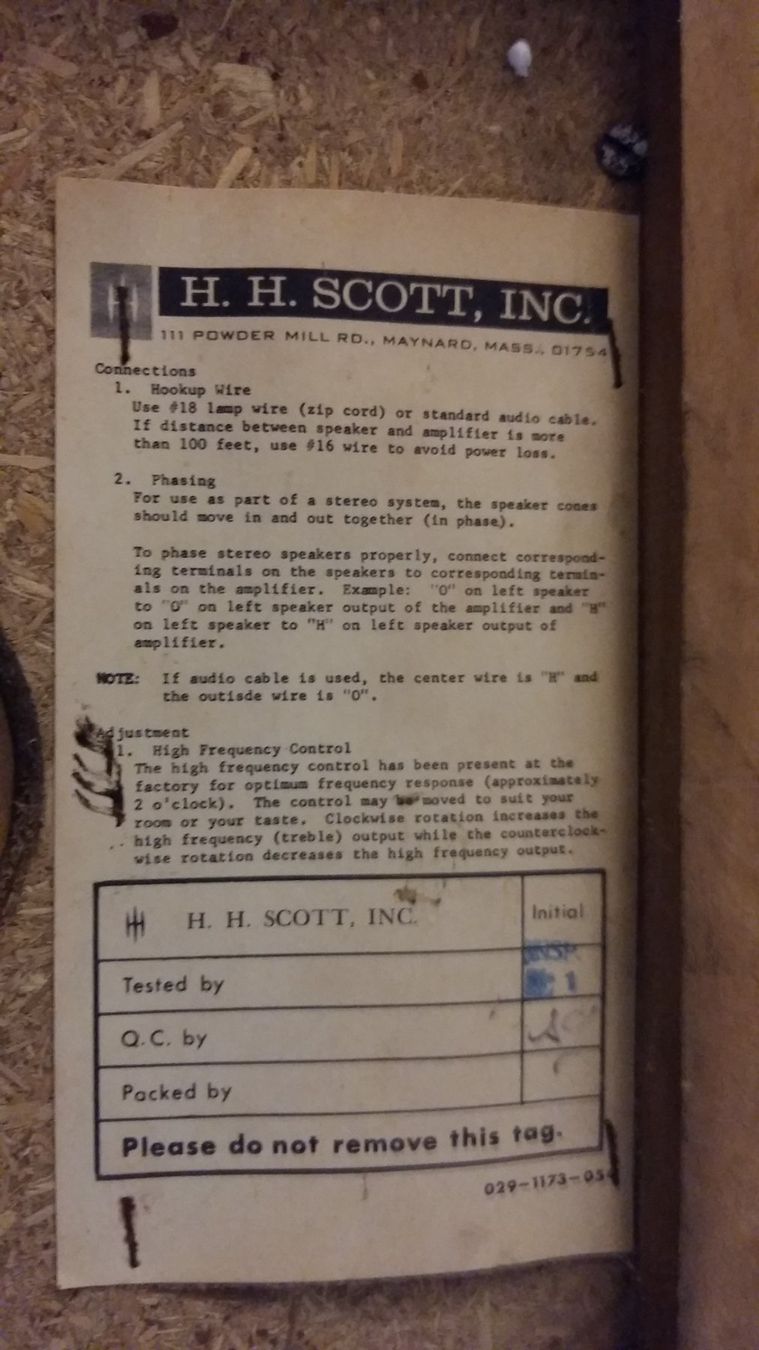 H. H. SCOTT, INC.
111 POWDER MILL RD., MAYNARD, MASS., 01754
Connections
1. Hookup Wire
Use #18 lamp wire (zip cord) or standard audio cable.
If distance between speaker and amplifier is more
than 100 feet, use #16 wire to avoid power loss.
2. Phasing
For use as part of a stereo system, the speaker cones
should move in and out together (in phase).
To phase stereo speakers properly, connect correspond-
ing terminals on the speakers to corresponding termin-
als on the amplifier. Example: "O" on left speaker
to "O" on left speaker output of the amplifier and "H"
on left speaker to "H" on left speaker output of
amplifier.
NOTE: If audio cable is used, the center wire is "H" and
the outisde wire is "O".
Adjustment
1. High Frequency Control
The high frequency control has been present at the
factory for optimum frequency response (approximately
2 o'clock). The control may be moved to suit your
room or your taste. Clockwise rotation increases the
high frequency (treble) output while the counterclock-
wise rotation decreases the high frequency output.
H. H. SCOTT, INC.
Initial
Tested by
INSP. 1
Q.C. by
Packed by
Please do not remove this tag.
029-1173-05